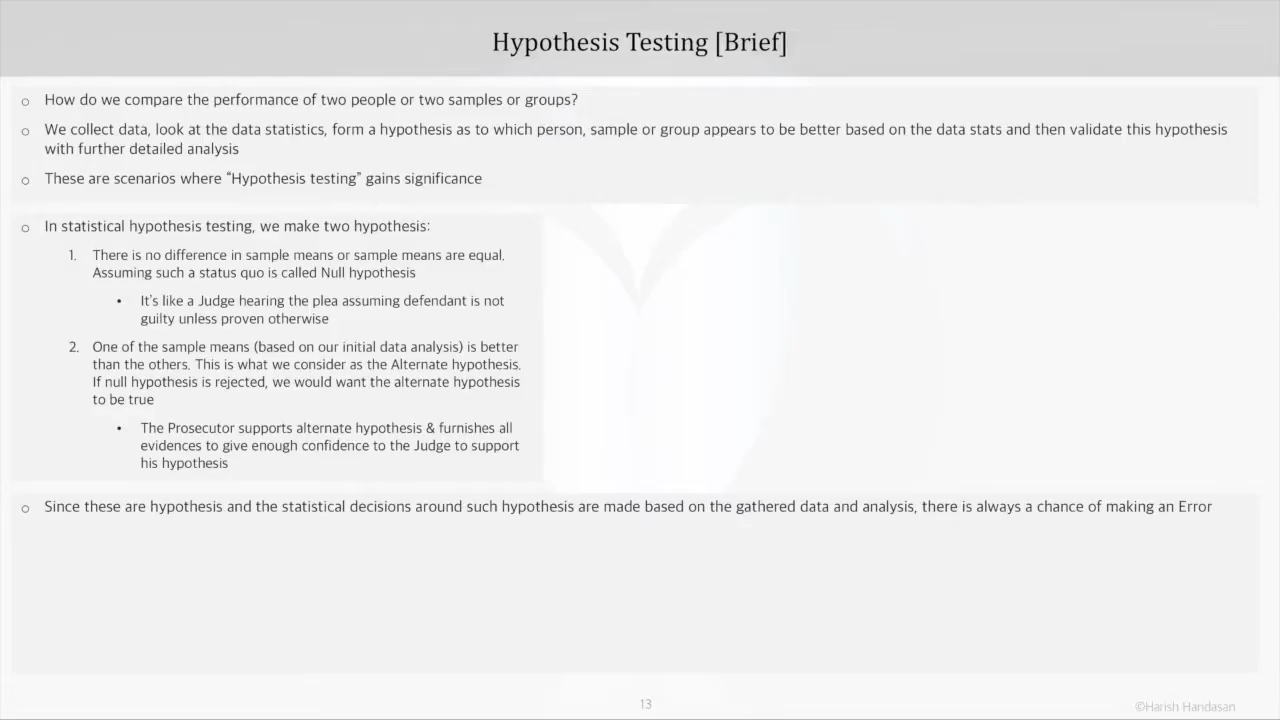 Hypothesis Testing [Brief]
o How do we compare the performance of two people or two samples or groups?
o We collect data, look at the data statistics, form a hypothesis as to which person, sample or group appears to be better based on the data stats and then validate this hypothesis
with further detailed analysis
o These are scenarios where “Hypothesis testing” gains significance
o In statistical hypothesis testing, we make two hypothesis:
1. There is no difference in sample means or sample means are equal.
Assuming such a status quo is called Null hypothesis
• It’s like a Judge hearing the plea assuming defendant is not
guilty unless proven otherwise
2. One of the sample means (based on our initial data analysis) is better
than the others. This is what we consider as the Alternate hypothesis.
If null hypothesis is rejected, we would want the alternate hypothesis
to be true
• The Prosecutor supports alternate hypothesis & furnishes all
evidences to give enough confidence to the Judge to support
his hypothesis
o Since these are hypothesis and the statistical decisions around such hypothesis are made based on the gathered data and analysis, there is always a chance of making an Error
13
©Harish Handasan